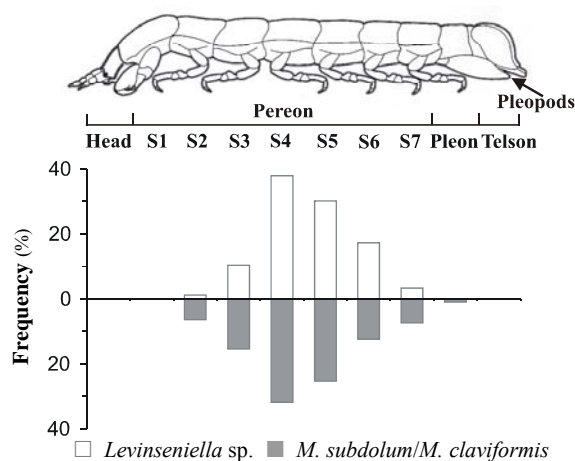 Pleopods
Pereon
Head S1 S2 S3 S4 S5 S6 S7 Pleon Telson
40
20
0
20
40
Frequency (%)
Levinseniella sp. M. subdolum/M. claviformis